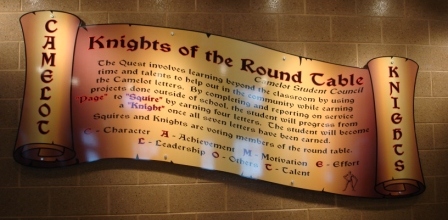 CAMELOT
Knights of the Round Table
Camelot Student Council
The Quest involves learning beyond the classroom by using
time and talents to help out in the community while earning
the Camelot letters. By completing and reporting on service
projects done outside of school, the student will progress from
"Page" to "Squire" by earning four letters. The student will become
a "Knight" once all seven letters have been earned.
Squires and Knights are voting members of the round table.
C - Character A - Achievement M - Motivation E - Effort
L - Leadership O - Others T - Talent
KNIGHTS